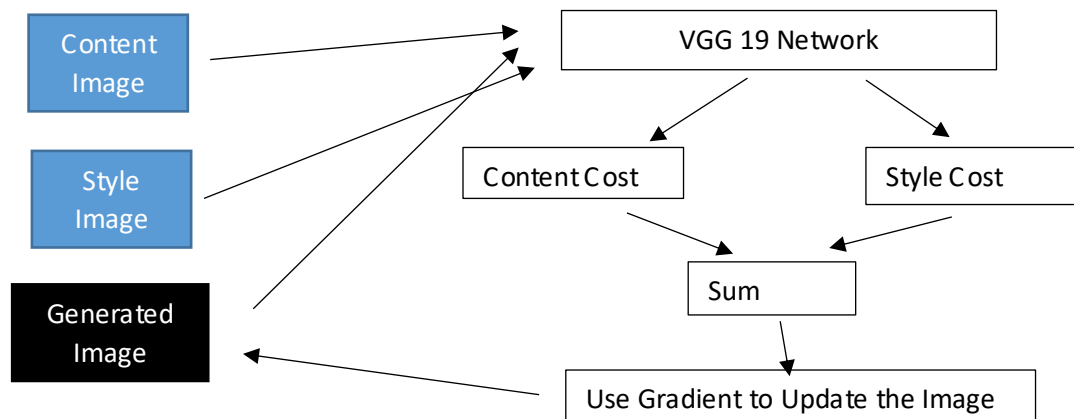 Content
Image
VGG 19 Network
Style
Image
Content Cost
Style Cost
Generated
Image
Sum
Use Gradient to Update the Image